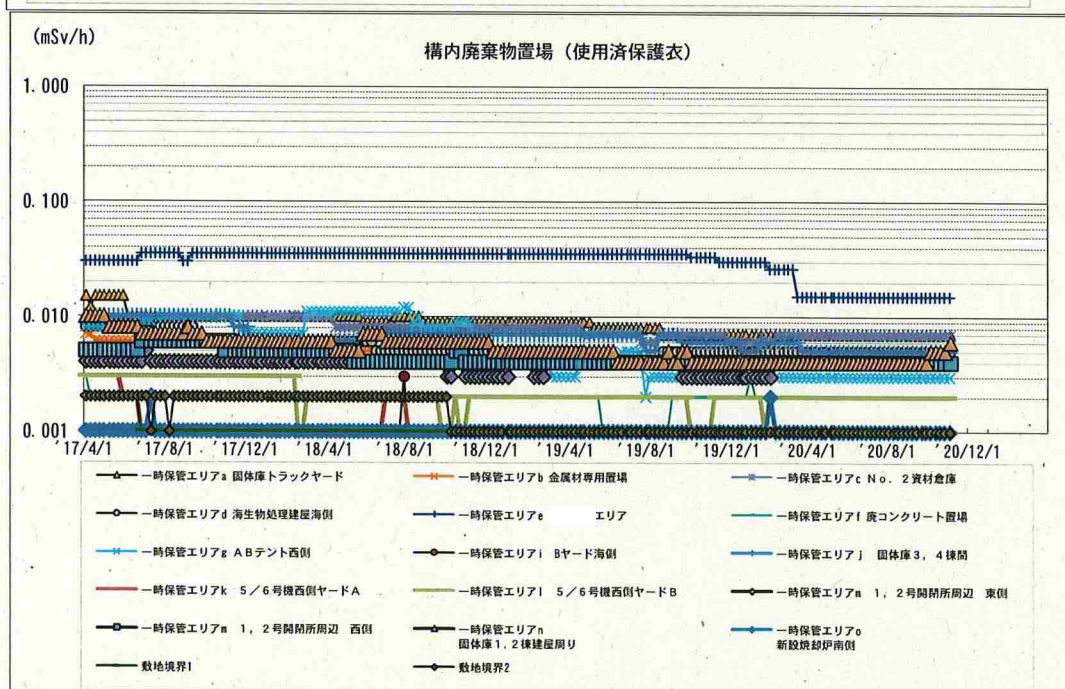 (mSv/h)
構内廃棄物置場（使用済保護衣）
1.000
0.100
0.010
0.001
'17/4/1 '17/8/1 '17/12/1 '18/4/1 '18/8/1 '18/12/1 '19/4/1 '19/8/1 '19/12/1 '20/4/1 '20/8/1 '20/12/1
一時保管エリアa 固体庫トラックヤード
一時保管エリアb 金属材専用置場
一時保管エリアc No. 2資材倉庫
一時保管エリアd 海生物処理建屋海側
一時保管エリアe エリア
一時保管エリアf 廃コンクリート置場
一時保管エリアg ABテント西側
一時保管エリアi Bヤード海側
一時保管エリアj 固体庫3, 4棟間
一時保管エリアk 5／6号機西側ヤードA
一時保管エリアl 5／6号機西側ヤードB
一時保管エリアm 1, 2号開閉所周辺 東側
一時保管エリアm 1, 2号開閉所周辺 西側
一時保管エリアn
固体庫1, 2棟建屋周り
一時保管エリアo
新設焼却炉南側
敷地境界1
敷地境界2